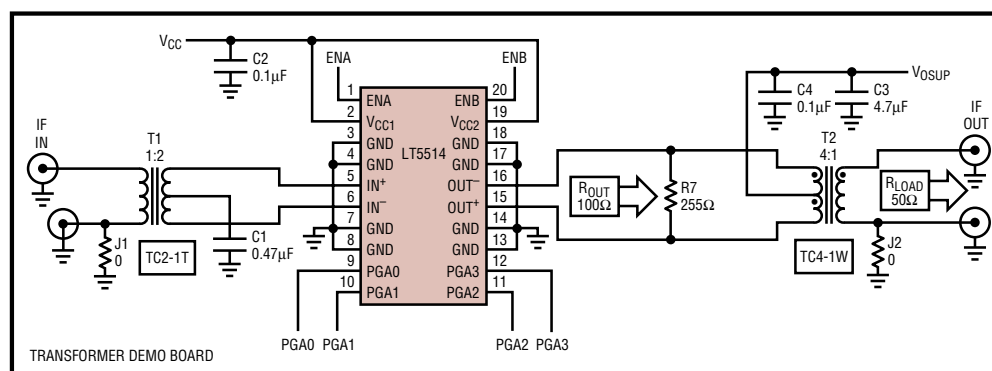 VCC
C2
0.1µF
ENA
ENB
VOSUP
C4
0.1µF
C3
4.7µF
IF
IN
T1
1:2
1
2
3
4
5
6
7
8
9
10
ENA
VCC1
GND
GND
IN+
IN−
GND
GND
PGA0
PGA1
LT5514
ENB
VCC2
GND
GND
OUT−
OUT+
GND
GND
PGA3
PGA2
20
19
18
17
16
15
14
13
12
11
J1
0
TC2-1T
C1
0.47µF
ROUT
100Ω
R7
255Ω
T2
4:1
IF
OUT
RLOAD
50Ω
TC4-1W
J2
0
PGA0 PGA1
PGA2 PGA3
TRANSFORMER DEMO BOARD